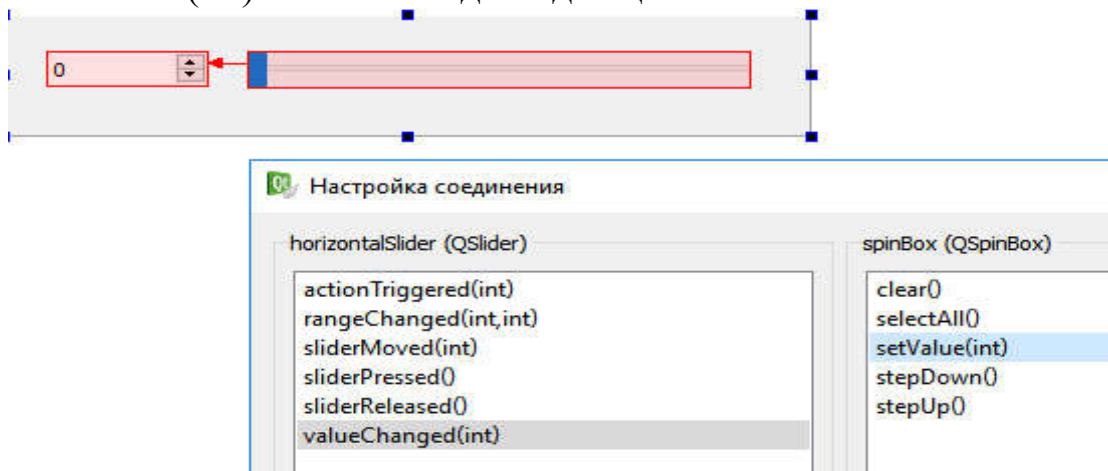 0
Настройка соединения
horizontalSlider (QSlider)
actionTriggered(int)
rangeChanged(int,int)
sliderMoved(int)
sliderPressed()
sliderReleased()
valueChanged(int)
spinBox (QSpinBox)
clear()
selectAll()
setValue(int)
stepDown()
stepUp()